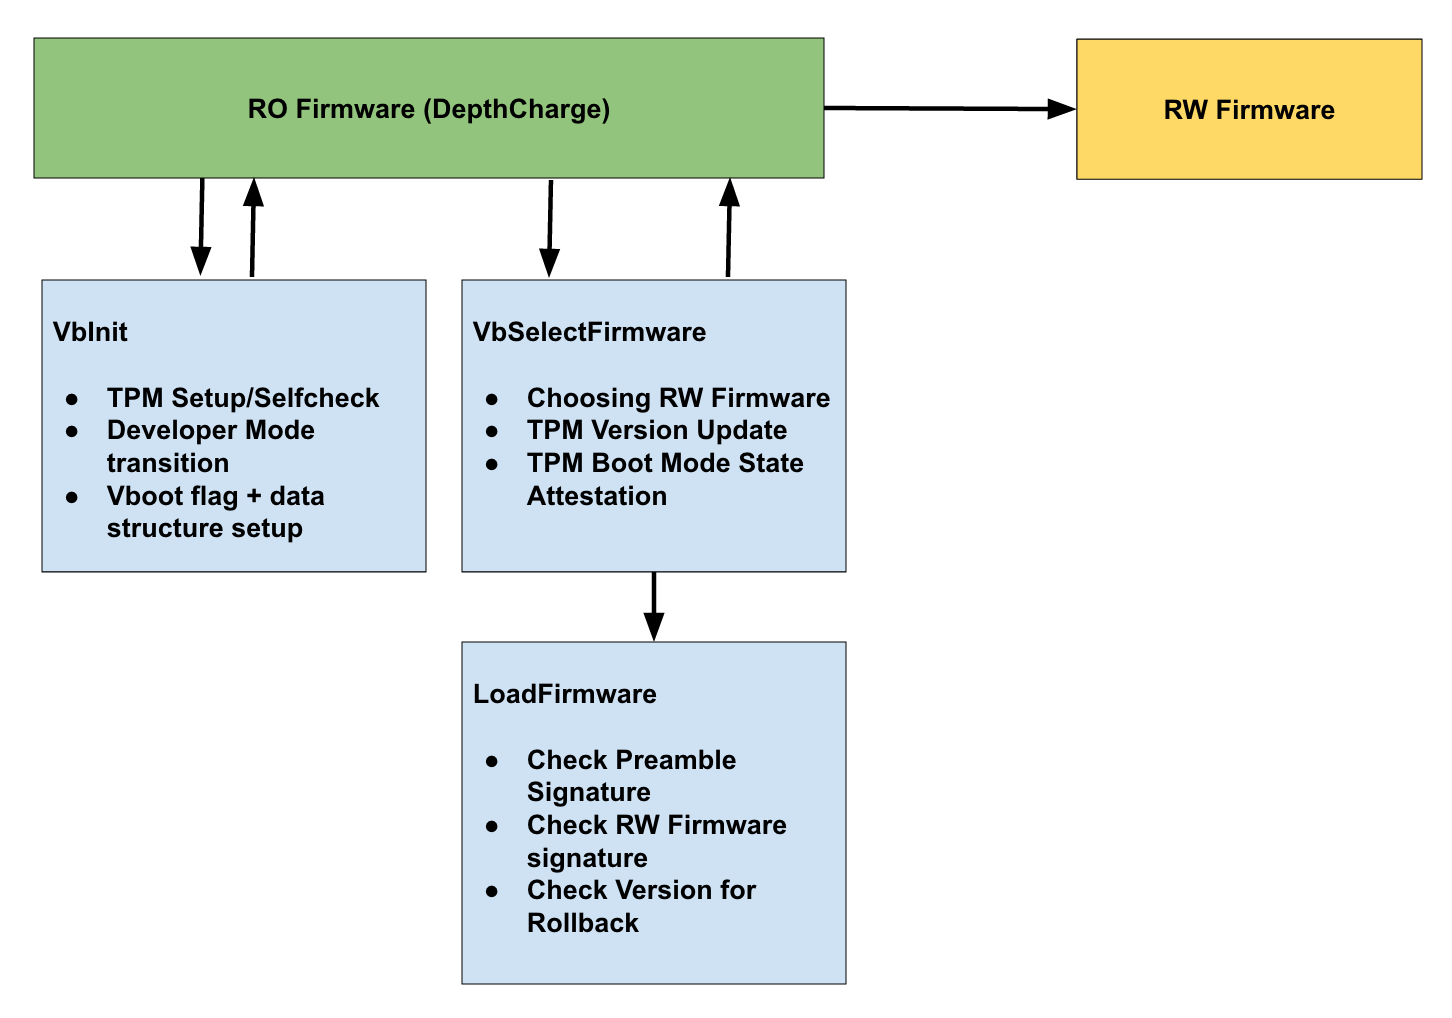 RO Firmware (DepthCharge)
RW Firmware
VbInit
● TPM Setup/Selfcheck
● Developer Mode
transition
● Vboot flag + data
structure setup
VbSelectFirmware
● Choosing RW Firmware
● TPM Version Update
● TPM Boot Mode State
Attestation
LoadFirmware
● Check Preamble
Signature
● Check RW Firmware
signature
● Check Version for
Rollback